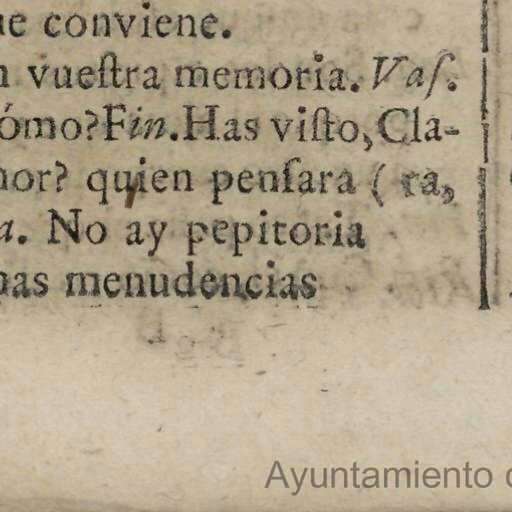 ue conviene.
n vueſtra memoria. Vaſ.
ómo? Fin. Has viſto, Cla-
nor? quien penſara ( ra,
a. No ay pepitoria
nas menudencias
Ayuntamiento